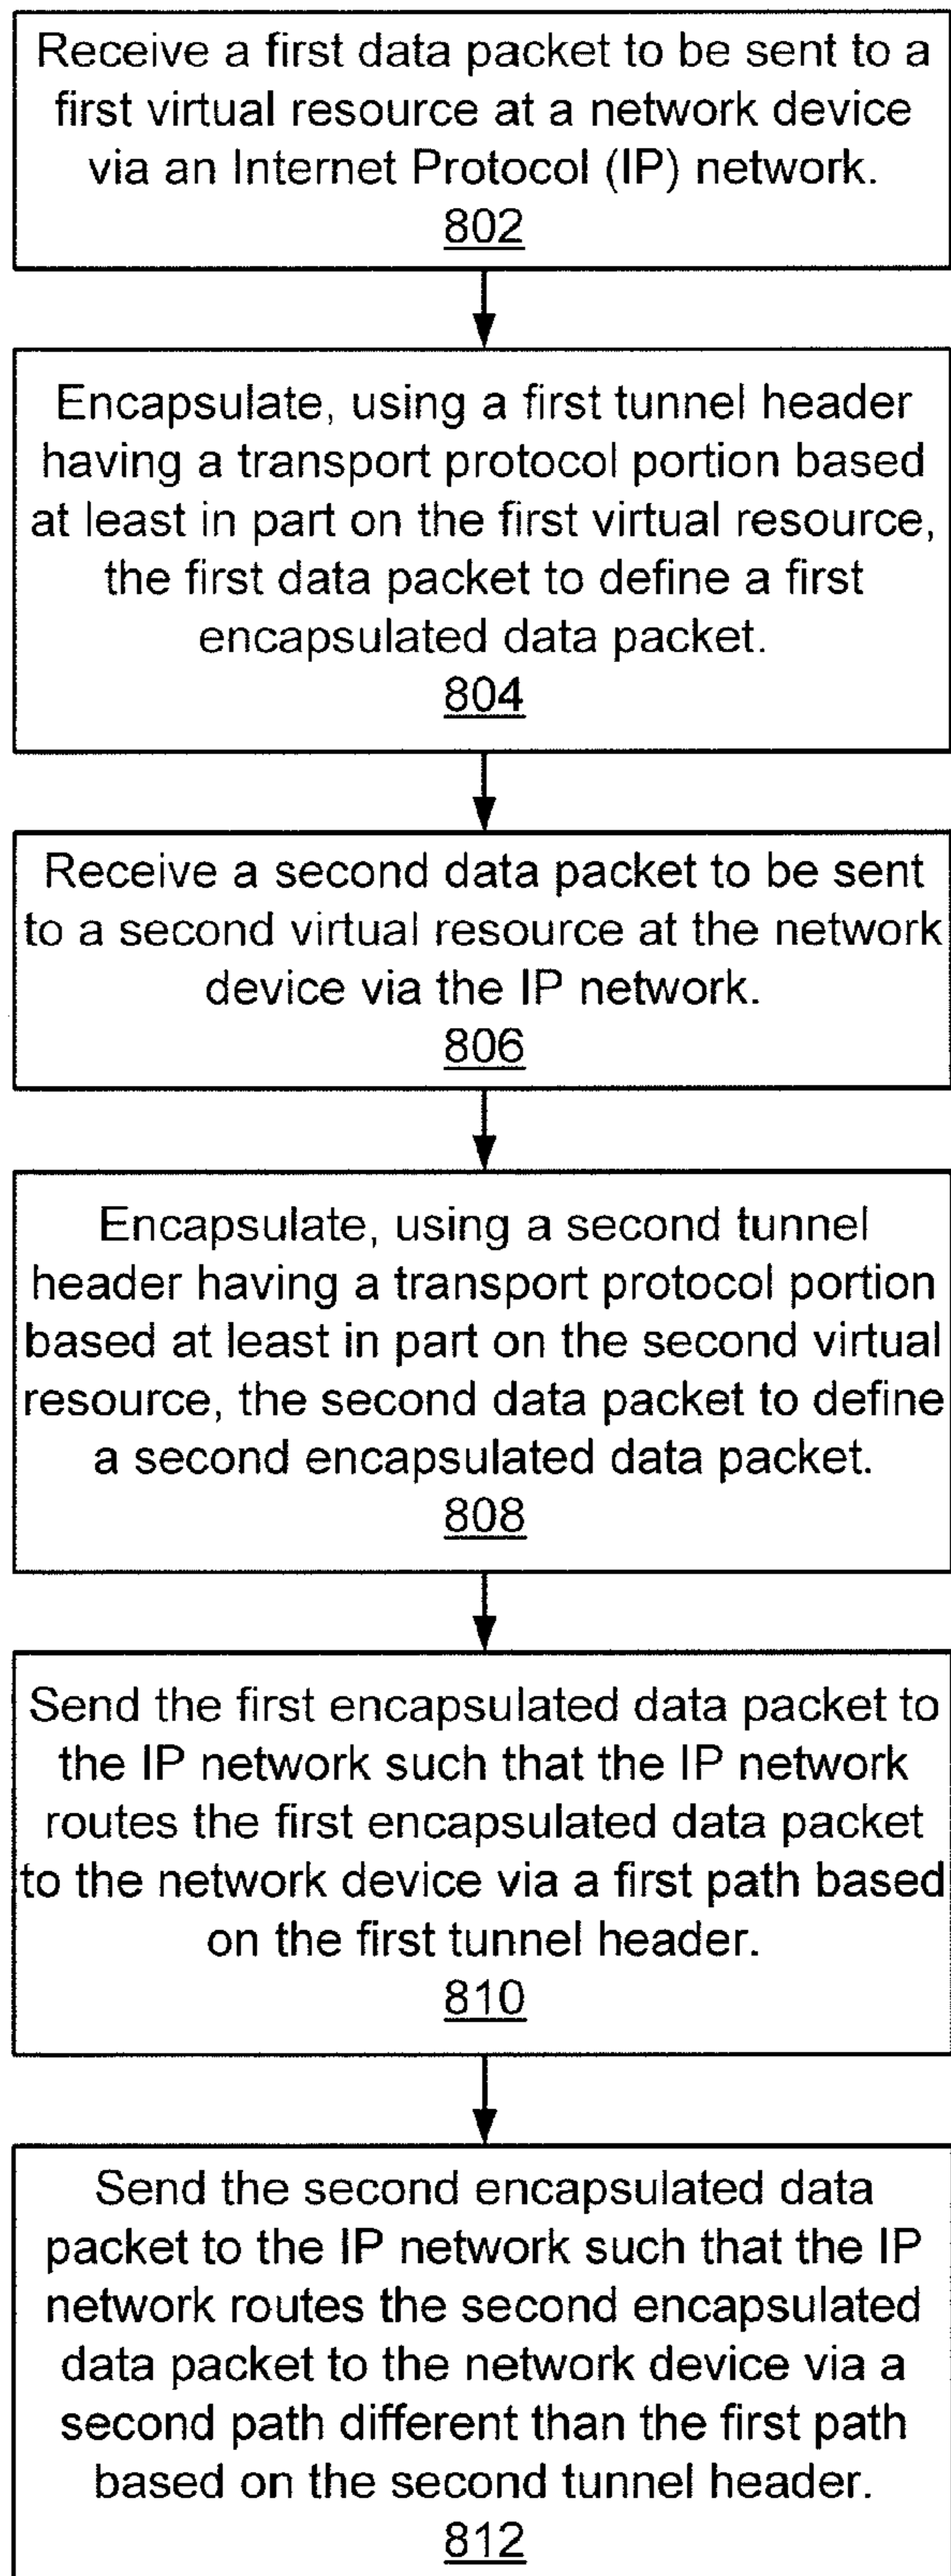 Receive a first data packet to be sent to a
first virtual resource at a network device
via an Internet Protocol (IP) network.
802
Encapsulate, using a first tunnel header
having a transport protocol portion based
at least in part on the first virtual resource,
the first data packet to define a first
encapsulated data packet.
804
Receive a second data packet to be sent
to a second virtual resource at the network
device via the IP network.
806
Encapsulate, using a second tunnel
header having a transport protocol portion
based at least in part on the second virtual
resource, the second data packet to define
a second encapsulated data packet.
808
Send the first encapsulated data packet to
the IP network such that the IP network
routes the first encapsulated data packet
to the network device via a first path based
on the first tunnel header.
810
Send the second encapsulated data
packet to the IP network such that the IP
network routes the second encapsulated
data packet to the network device via a
second path different than the first path
based on the second tunnel header.
812